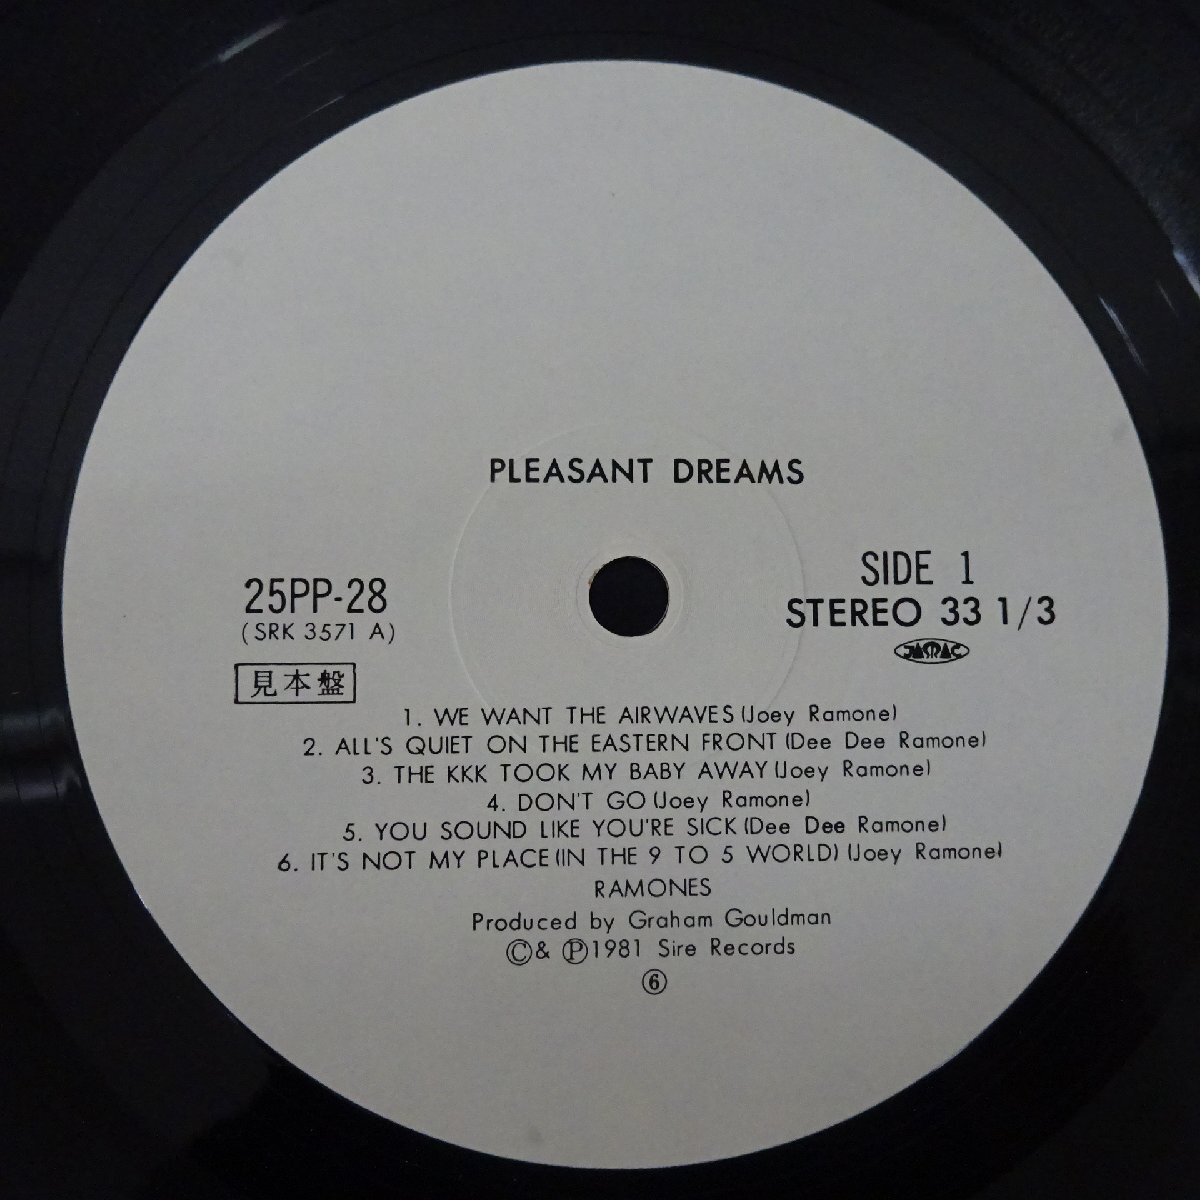 PLEASANT DREAMS
25PP-28
(SRK 3571 A)
見本盤
SIDE 1
STEREO 33 1/3
JASRAC
1. WE WANT THE AIRWAVES (Joey Ramone)
2. ALL'S QUIET ON THE EASTERN FRONT (Dee Dee Ramone)
3. THE KKK TOOK MY BABY AWAY (Joey Ramone)
4. DON'T GO (Joey Ramone)
5. YOU SOUND LIKE YOU'RE SICK (Dee Dee Ramone)
6. IT'S NOT MY PLACE (IN THE 9 TO 5 WORLD) (Joey Ramone)
RAMONES
Produced by Graham Gouldman
Ⓒ& Ⓟ1981 Sire Records
⑥